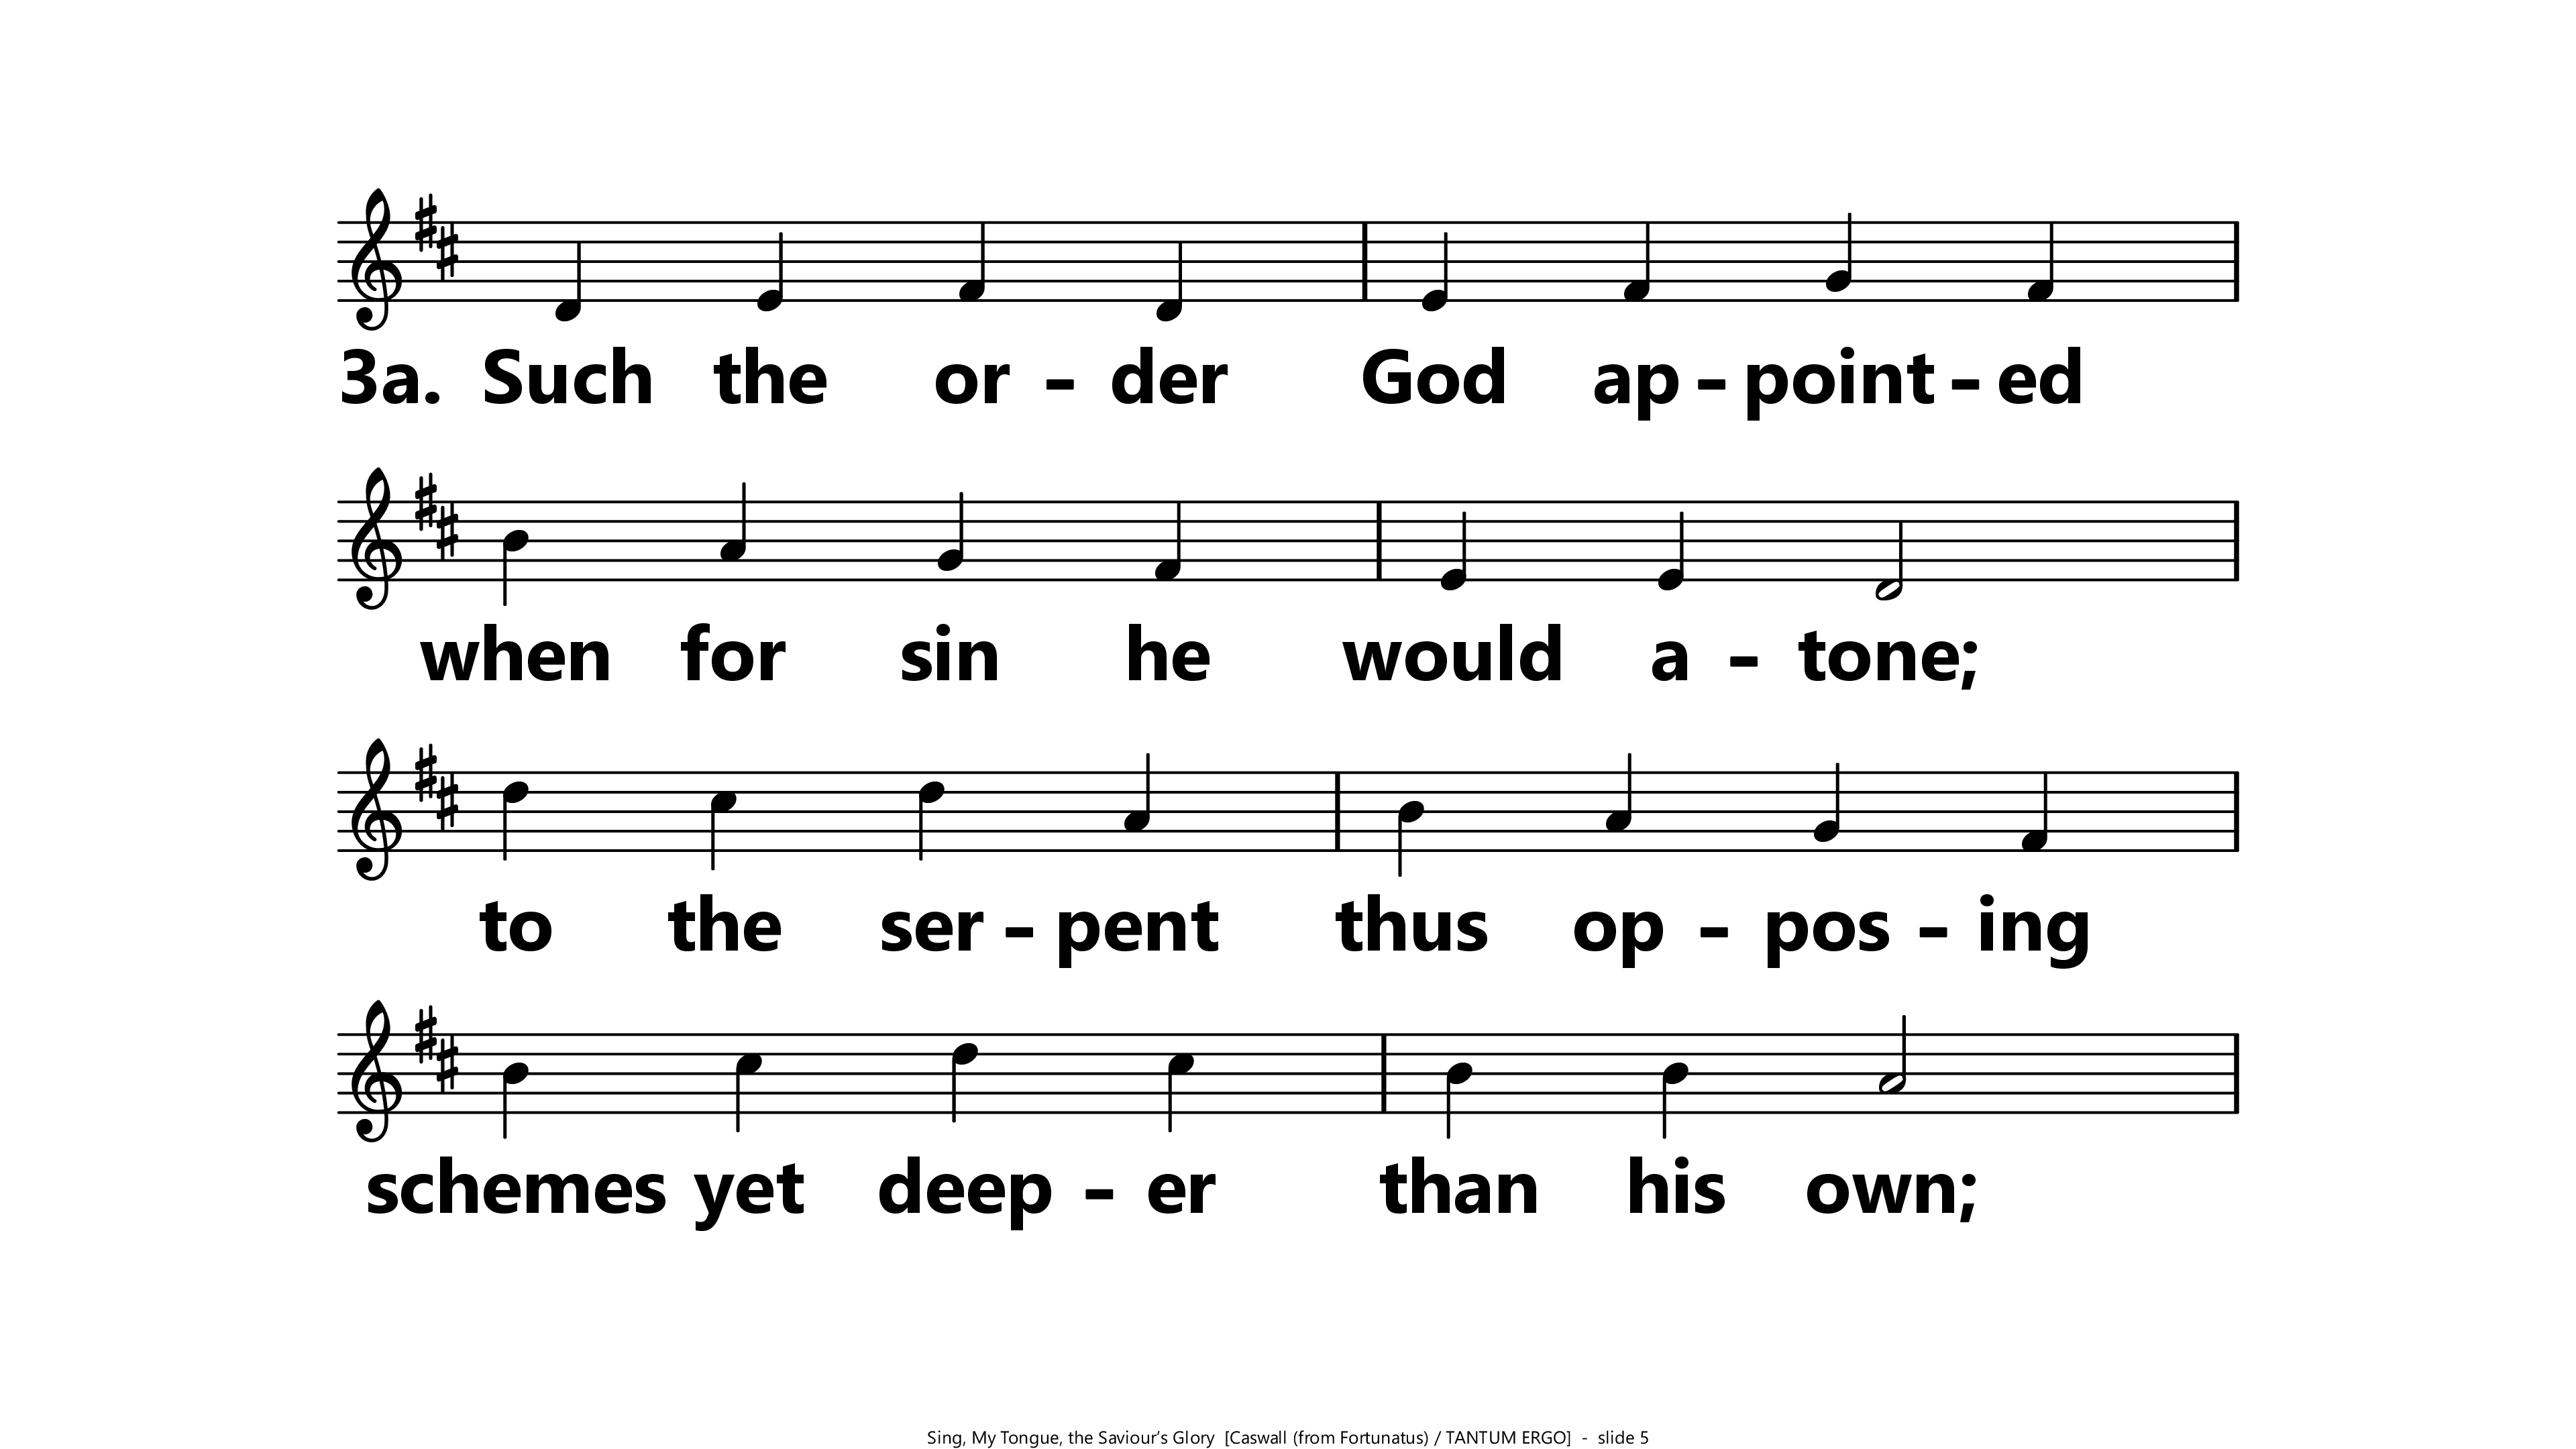 3a. Such the or - der God ap - point - ed
when for sin he would a - tone;
to the ser - pent thus op - pos - ing
schemes yet deep - er than his own;
Sing, My Tongue, the Saviour’s Glory [Caswall (from Fortunatus) / TANTUM ERGO] - slide 5